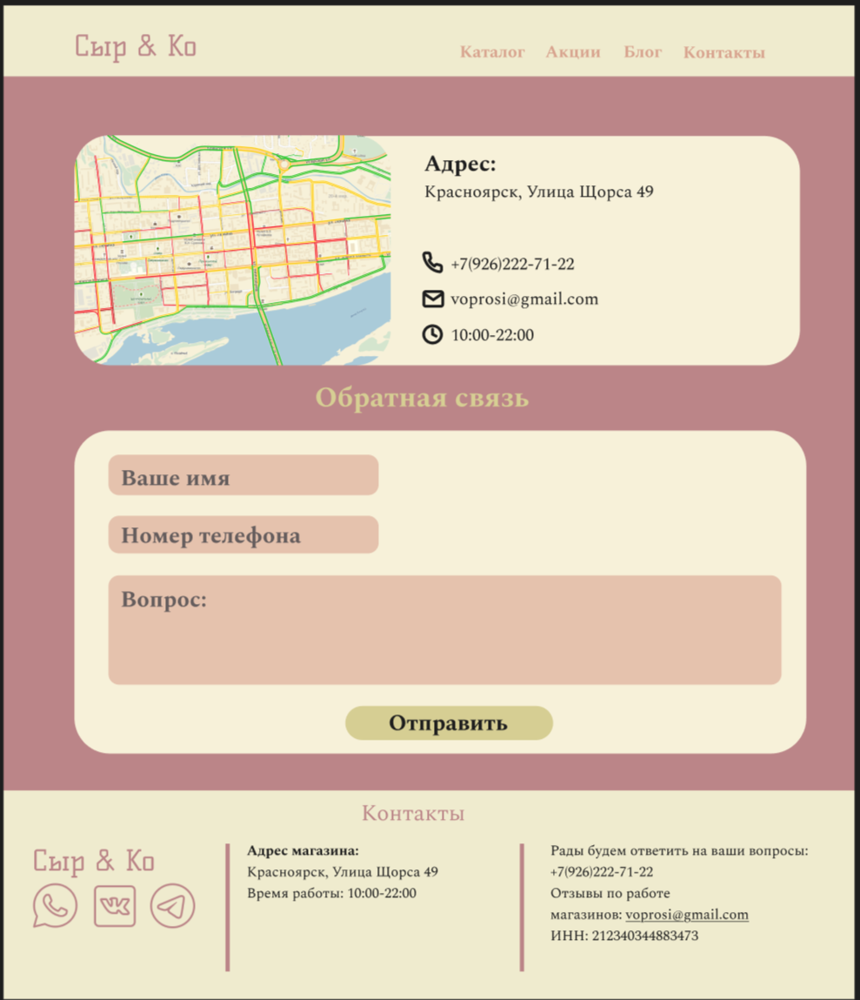 Сыр & Ко
Каталог Акции Блог Контакты
Адрес:
Красноярск, Улица Щорса 49
+7(926)222-71-22
voprosi@gmail.com
10:00-22:00
Обратная связь
Ваше имя
Номер телефона
Вопрос:
Отправить
Контакты
Сыр & Ко
Адрес магазина:
Красноярск, Улица Щорса 49
Время работы: 10:00-22:00
Рады будем ответить на ваши вопросы:
+7(926)222-71-22
Отзывы по работе
магазинов: voprosi@gmail.com
ИНН: 212340344883473